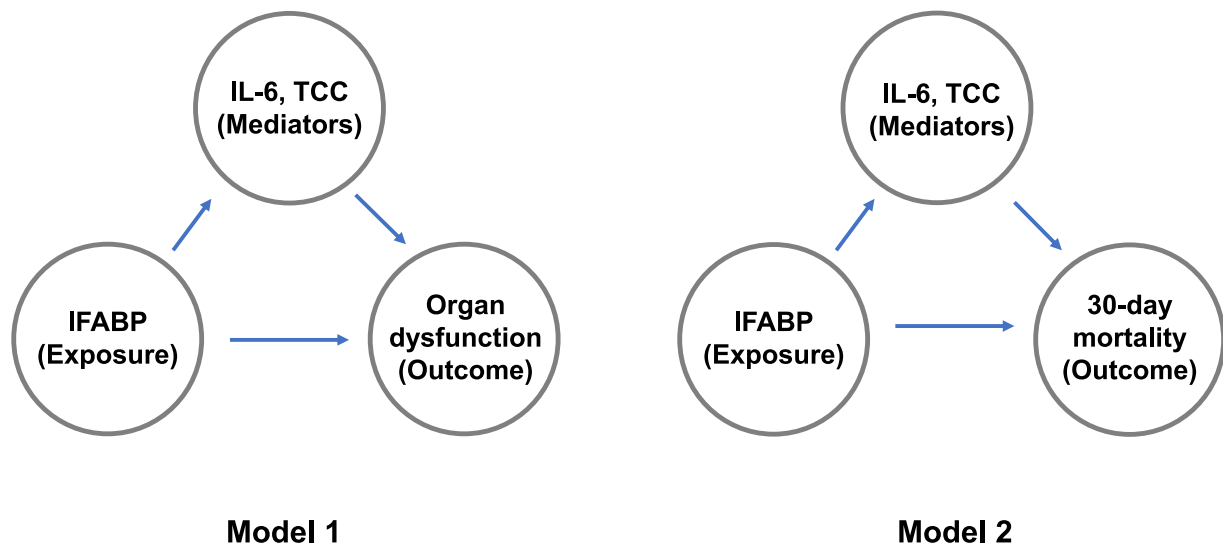 IL-6, TCC
(Mediators)
IFABP
(Exposure)
Organ
dysfunction
(Outcome)
Model 1
IL-6, TCC
(Mediators)
IFABP
(Exposure)
30-day
mortality
(Outcome)
Model 2